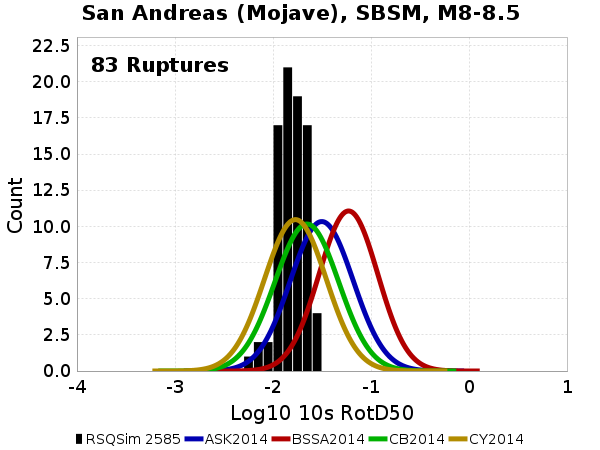 San Andreas (Mojave), SBSM, M8-8.5
83 Ruptures
Count
22.5
20.0
17.5
15.0
12.5
10.0
7.5
5.0
2.5
0.0
-4 -3 -2 -1 0 1
Log10 10s RotD50
RSQSim 2585 ASK2014 BSSA2014 CB2014 CY2014